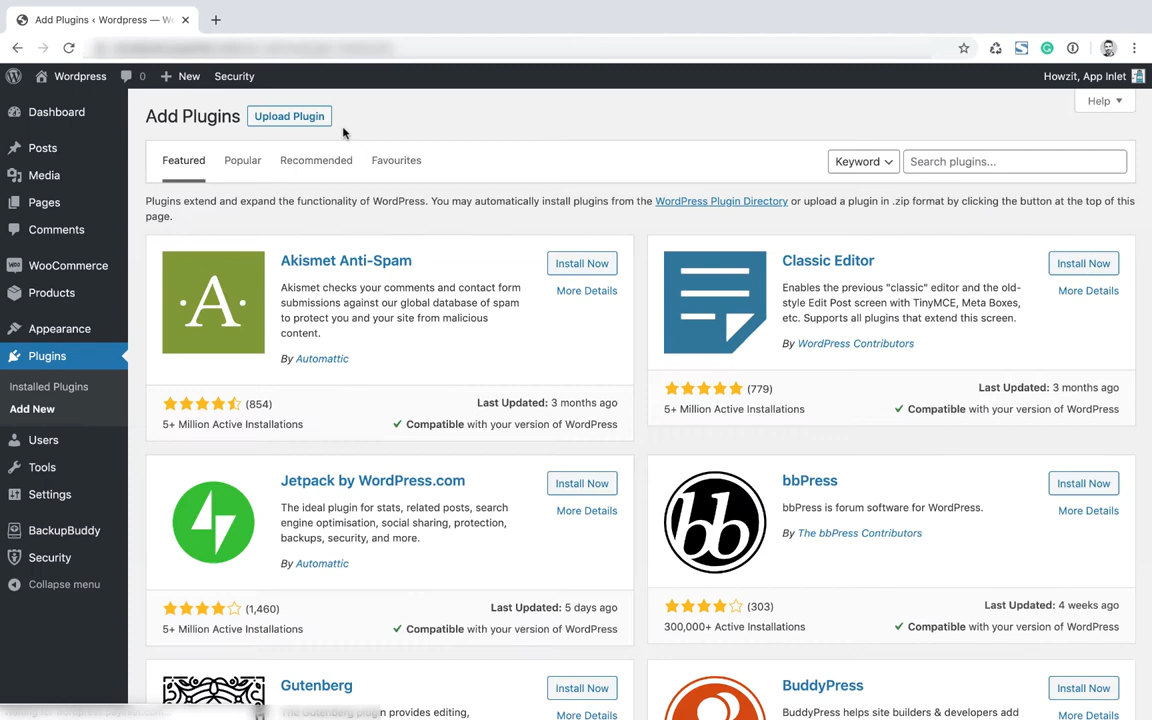 Add Plugins ‹ Wordpress — W
Wordpress
0
New
Security
Howzit, App Inlet
Dashboard
Posts
Media
Pages
Comments
WooCommerce
Products
Appearance
Plugins
Installed Plugins
Add New
Users
Tools
Settings
BackupBuddy
Security
Collapse menu
Add Plugins
Upload Plugin
Help
Featured
Popular
Recommended
Favourites
Keyword
Search plugins...
Plugins extend and expand the functionality of WordPress. You may automatically install plugins from the WordPress Plugin Directory or upload a plugin in .zip format by clicking the button at the top of this
page.
A
Akismet Anti-Spam
Install Now
More Details
Akismet checks your comments and contact form
submissions against our global database of spam
to protect you and your site from malicious
content.
By Automattic
(854)
Last Updated: 3 months ago
5+ Million Active Installations
Compatible with your version of WordPress
Classic Editor
Install Now
More Details
Enables the previous "classic" editor and the old-
style Edit Post screen with TinyMCE, Meta Boxes,
etc. Supports all plugins that extend this screen.
By WordPress Contributors
(779)
Last Updated: 3 months ago
5+ Million Active Installations
Compatible with your version of WordPress
Jetpack by WordPress.com
Install Now
More Details
The ideal plugin for stats, related posts, search
engine optimisation, social sharing, protection,
backups, security, and more.
By Automattic
(1,460)
Last Updated: 5 days ago
5+ Million Active Installations
Compatible with your version of WordPress
bb
bbPress
Install Now
More Details
bbPress is forum software for WordPress.
By The bbPress Contributors
(303)
Last Updated: 4 weeks ago
300,000+ Active Installations
Compatible with your version of WordPress
Gutenberg
Install Now
More Details
The Gutenberg plugin provides editing,
BuddyPress
Install Now
More Details
BuddyPress helps site builders & developers add